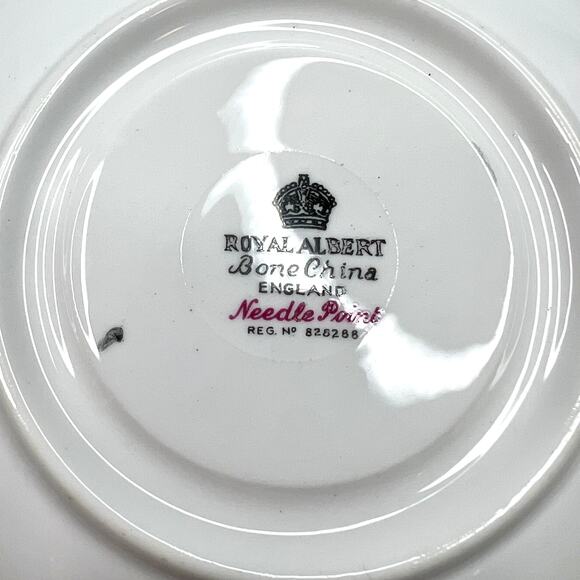 ROYAL ALBERT
Bone China
ENGLAND
Needle Point
REG. Nº 828288